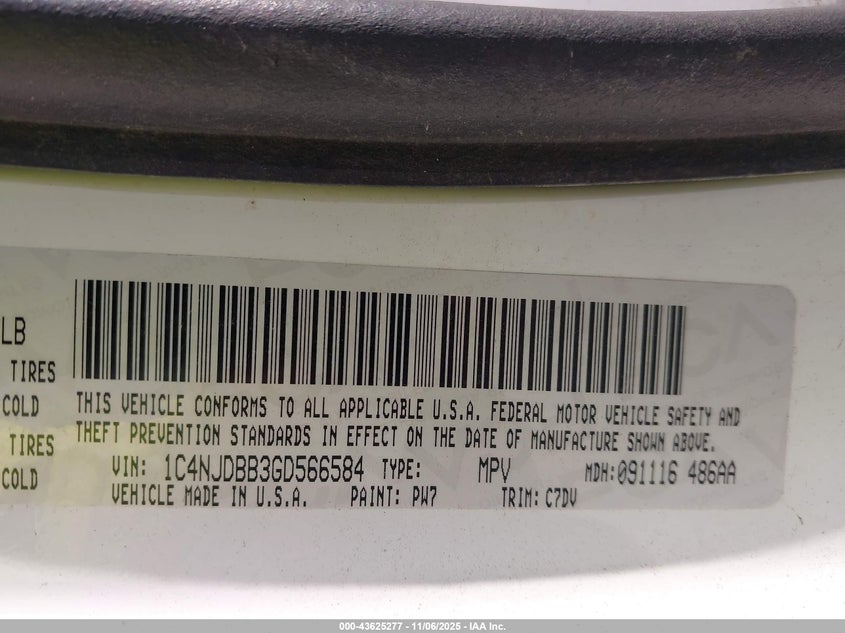 LB
TIRES
COLD
TIRES
COLD
THIS VEHICLE CONFORMS TO ALL APPLICABLE U.S.A. FEDERAL MOTOR VEHICLE SAFETY AND
THEFT PREVENTION STANDARDS IN EFFECT ON THE DATE OF MANUFACTURE SHOWN ABOVE.
VIN: 1C4NJDBB3GD566584 TYPE: MPV MDH:091116 486AA
VEHICLE MADE IN U.S.A. PAINT: PW7 TRIM: C7DV
000-43625277 - 11/06/2025 - IAA Inc.